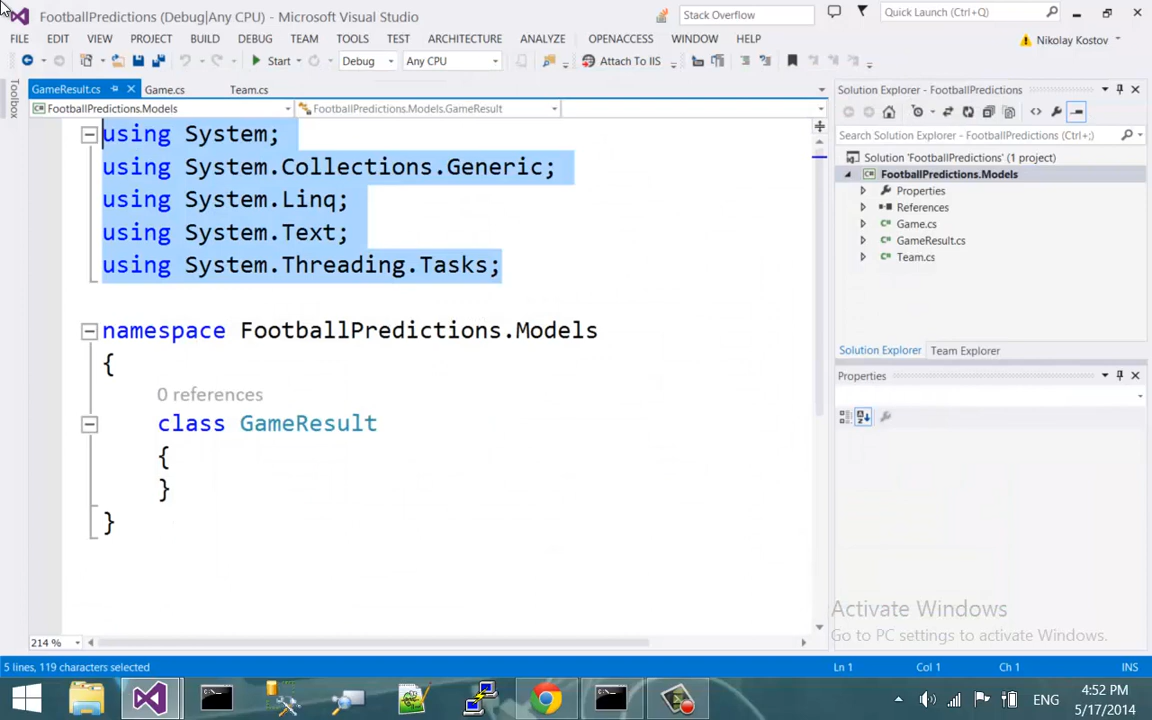 FootballPredictions (Debug|Any CPU) - Microsoft Visual Studio
Stack Overflow
Quick Launch (Ctrl+Q)
FILE EDIT VIEW PROJECT BUILD DEBUG TEAM TOOLS TEST ARCHITECTURE ANALYZE OPENACCESS WINDOW HELP
Nikolay Kostov
Start Debug Any CPU Attach To IIS
Toolbox
GameResult.cs Game.cs Team.cs
FootballPredictions.Models FootballPredictions.Models.GameResult
using System;
using System.Collections.Generic;
using System.Linq;
using System.Text;
using System.Threading.Tasks;
namespace FootballPredictions.Models
{
0 references
class GameResult
{
}
}
214 %
Solution Explorer - FootballPredictions
Search Solution Explorer - FootballPredictions (Ctrl+;)
Solution 'FootballPredictions' (1 project)
FootballPredictions.Models
Properties
References
Game.cs
GameResult.cs
Team.cs
Solution Explorer Team Explorer
Properties
Activate Windows
Go to PC settings to activate Windows.
5 lines, 119 characters selected Ln 1 Col 1 Ch 1 INS
ENG
4:52 PM
5/17/2014